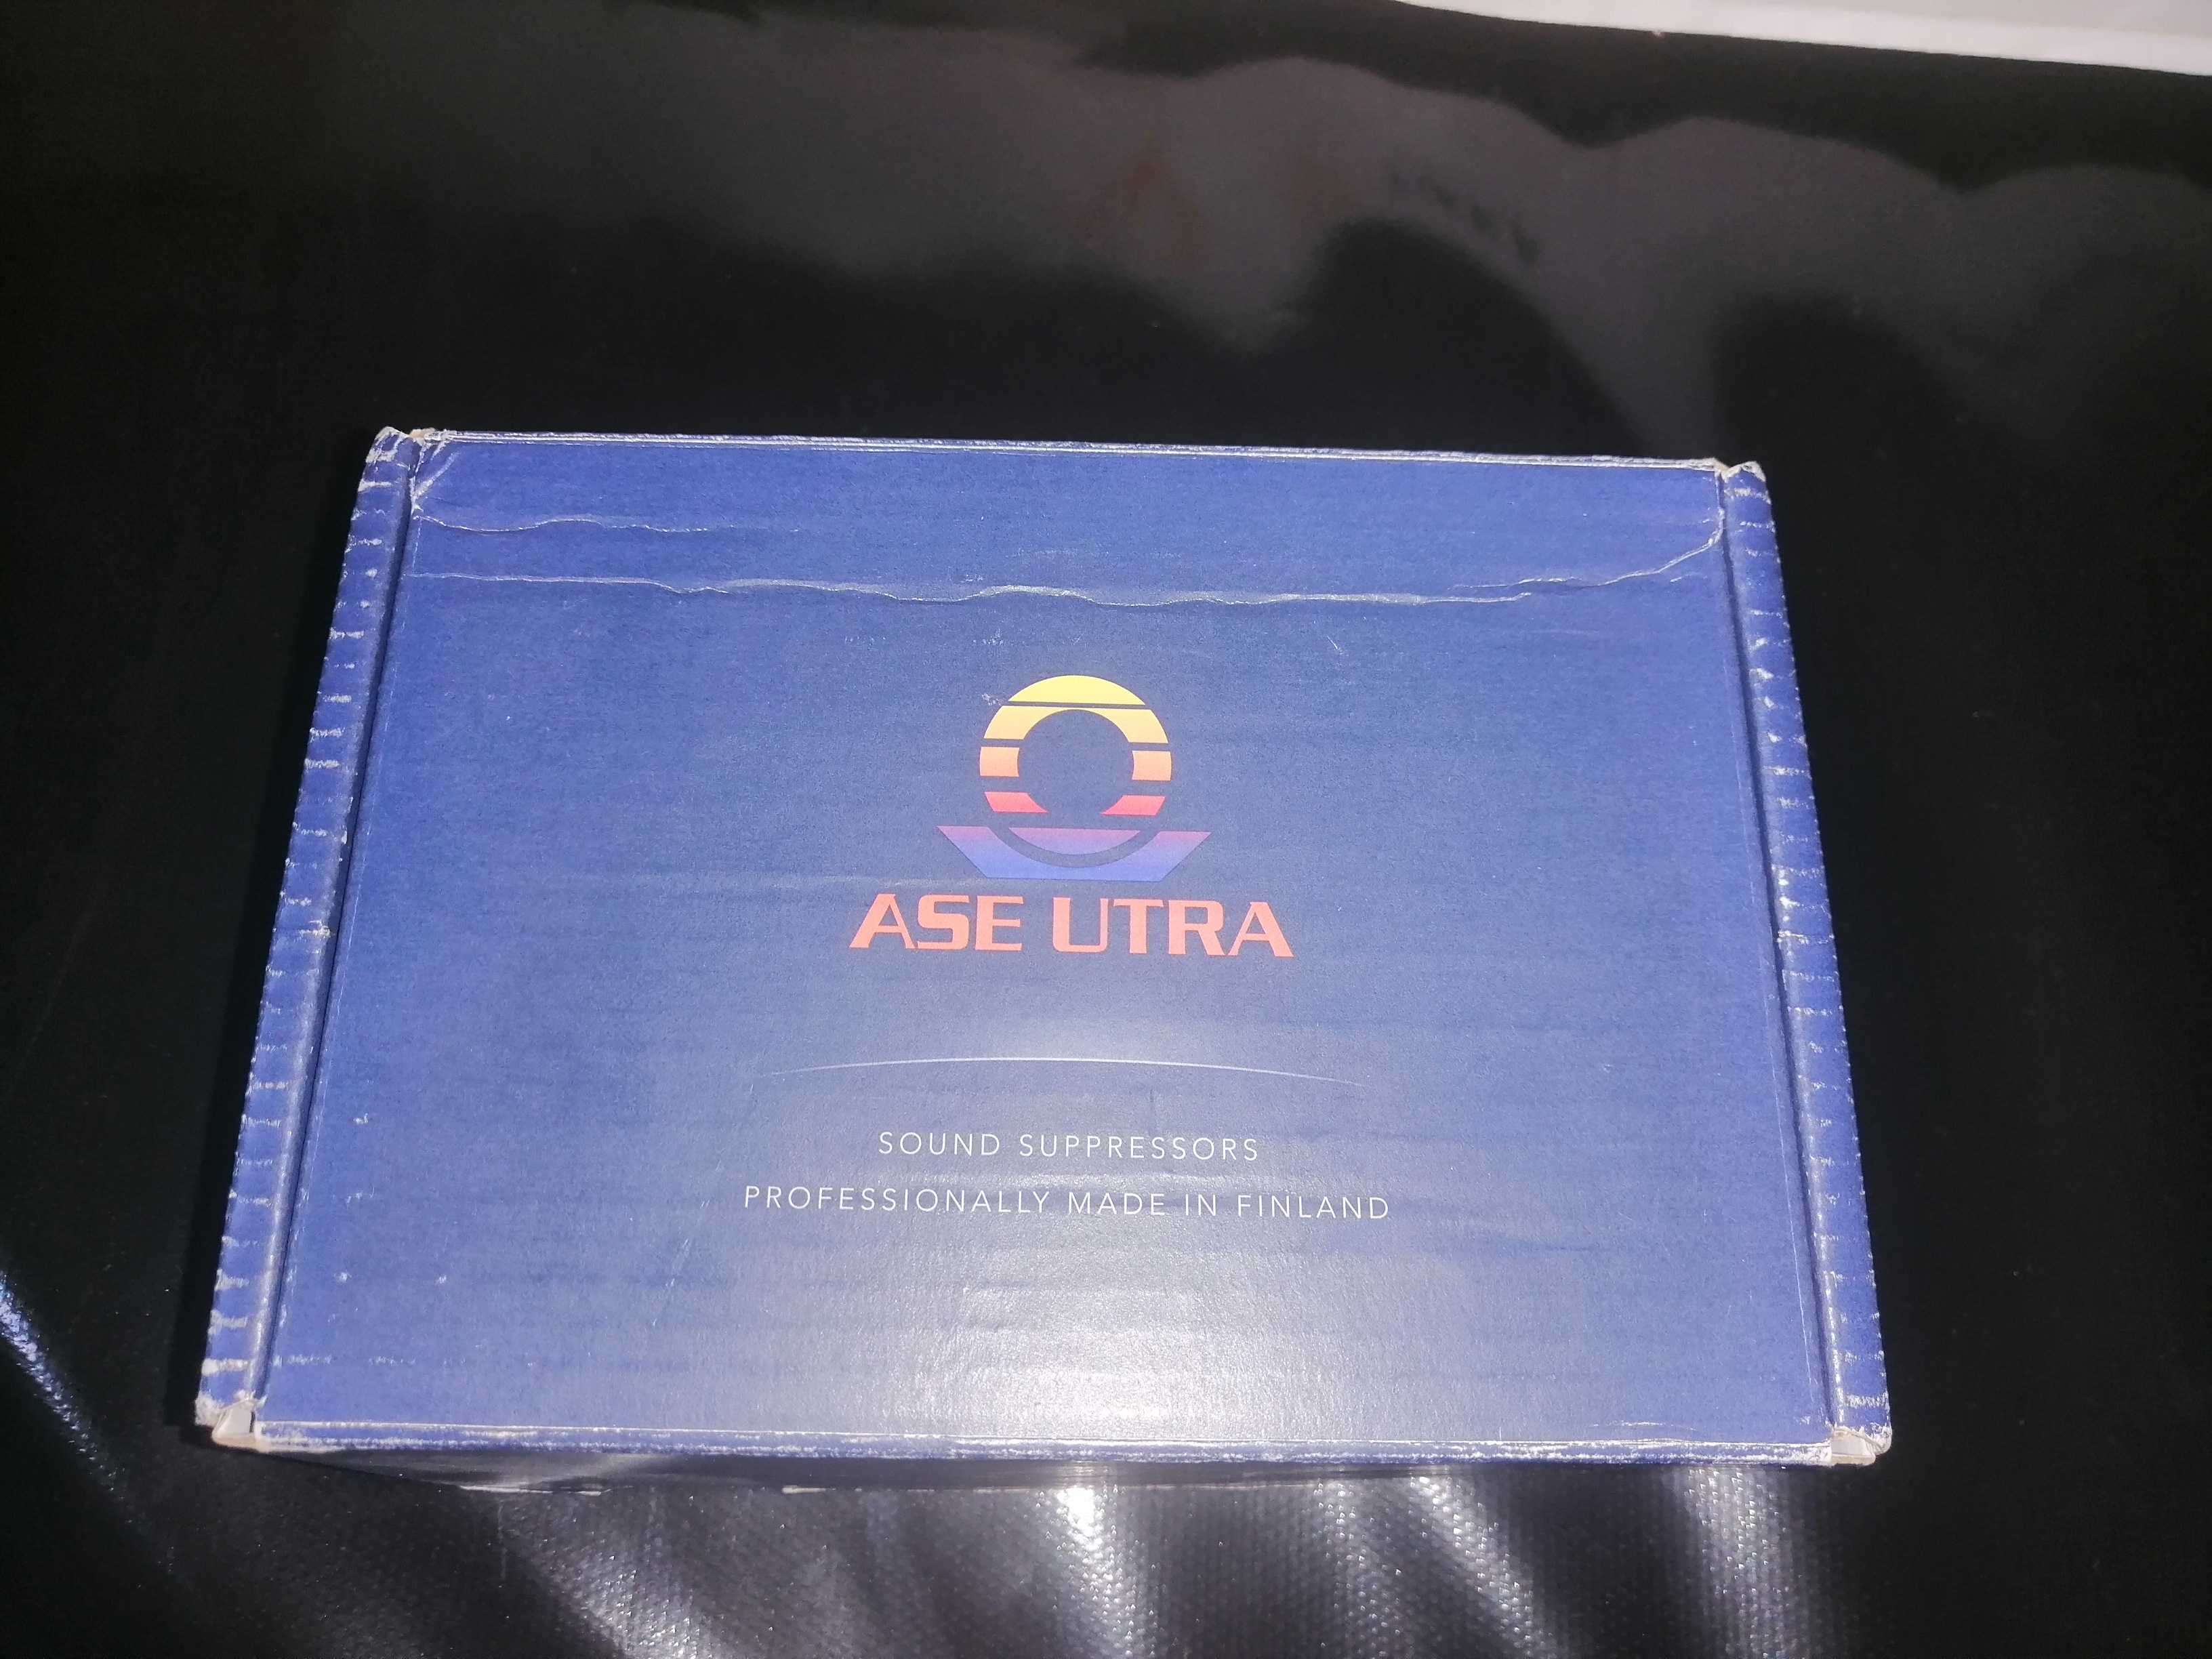 ASE UTRA
SOUND SUPPRESSORS
PROFESSIONALLY MADE IN FINLAND